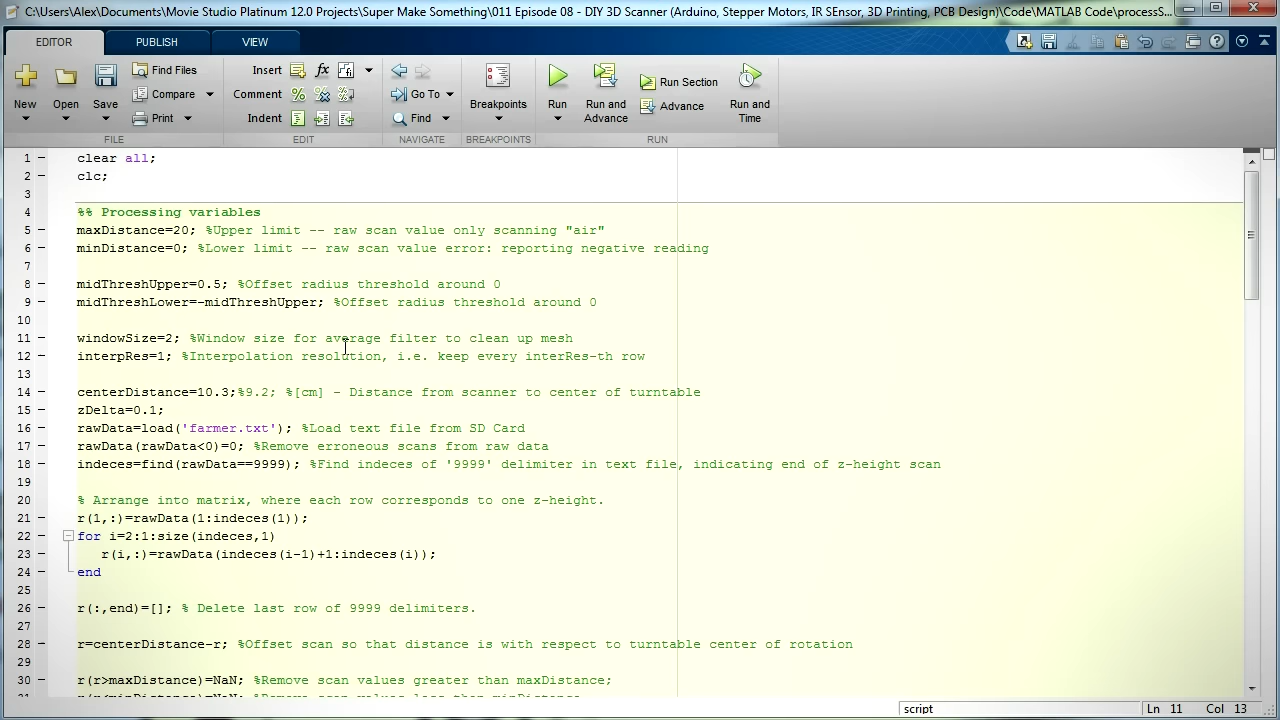 C:\Users\Alex\Documents\Movie Studio Platinum 12.0 Projects\Super Make Something\011 Episode 08 - DIY 3D Scanner (Arduino, Stepper Motors, IR SEnsor, 3D Printing, PCB Design)\Code\MATLAB Code\processS...
EDITOR PUBLISH VIEW
New Open Save Find Files Compare Print
Insert fx Comment Indent
Go To Find
Breakpoints
Run Run and Advance Run Section Advance Run and Time
FILE EDIT NAVIGATE BREAKPOINTS RUN
1 clear all;
2 clc;
3
4 %% Processing variables
5 maxDistance=20; %Upper limit -- raw scan value only scanning "air"
6 minDistance=0; %Lower limit -- raw scan value error: reporting negative reading
7
8 midThreshUpper=0.5; %Offset radius threshold around 0
9 midThreshLower=-midThreshUpper; %Offset radius threshold around 0
10
11 windowSize=2; %Window size for average filter to clean up mesh
12 interpRes=1; %Interpolation resolution, i.e. keep every interRes-th row
13
14 centerDistance=10.3;%9.2; %[cm] - Distance from scanner to center of turntable
15 zDelta=0.1;
16 rawData=load('farmer.txt'); %Load text file from SD Card
17 rawData(rawData<0)=0; %Remove erroneous scans from raw data
18 indeces=find(rawData==9999); %Find indeces of '9999' delimiter in text file, indicating end of z-height scan
19
20 % Arrange into matrix, where each row corresponds to one z-height.
21 r(1,:)=rawData(1:indeces(1));
22 for i=2:1:size(indeces,1)
23 r(i,:)=rawData(indeces(i-1)+1:indeces(i));
24 end
25
26 r(:,end)=[]; % Delete last row of 9999 delimiters.
27
28 r=centerDistance-r; %Offset scan so that distance is with respect to turntable center of rotation
29
30 r(r>maxDistance)=NaN; %Remove scan values greater than maxDistance;
script Ln 11 Col 13